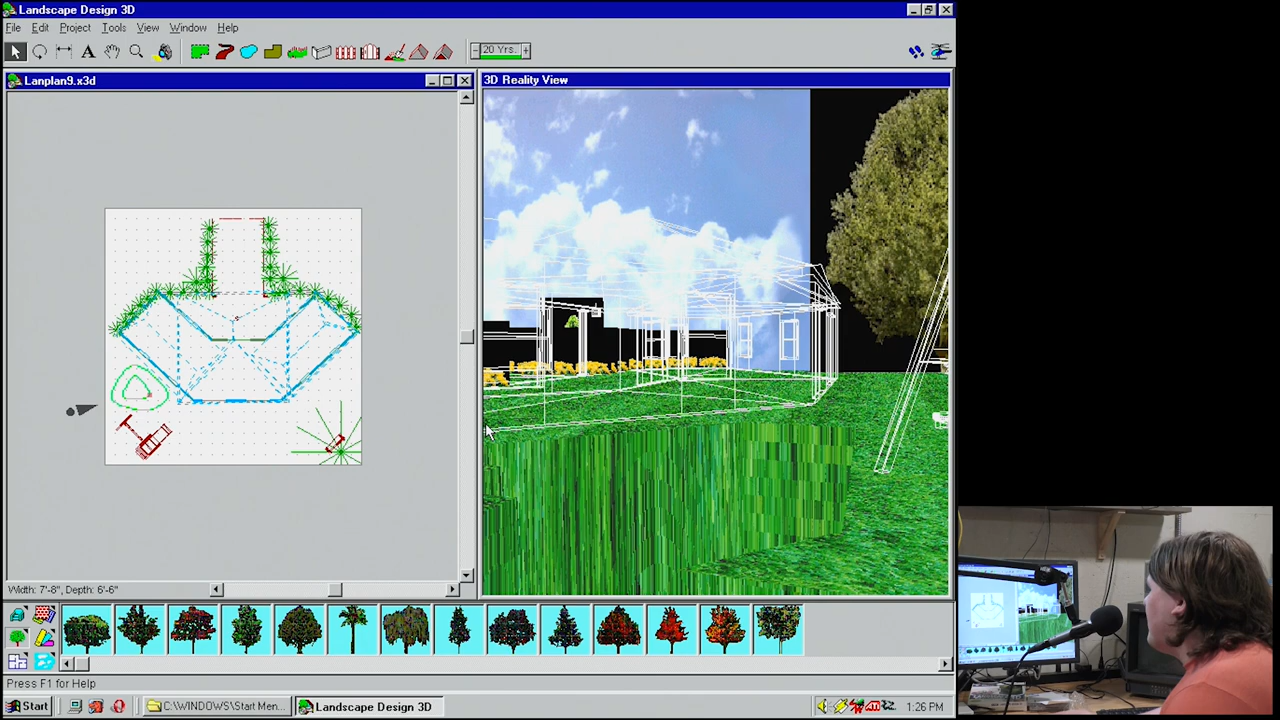 Landscape Design 3D
File Edit Project Tools View Window Help
A
20 Yrs.
Lanplan9.x3d
3D Reality View
Width: 7'-8", Depth: 6'-6"
Press F1 for Help
Start
C:\WINDOWS\Start Men...
Landscape Design 3D
1:26 PM